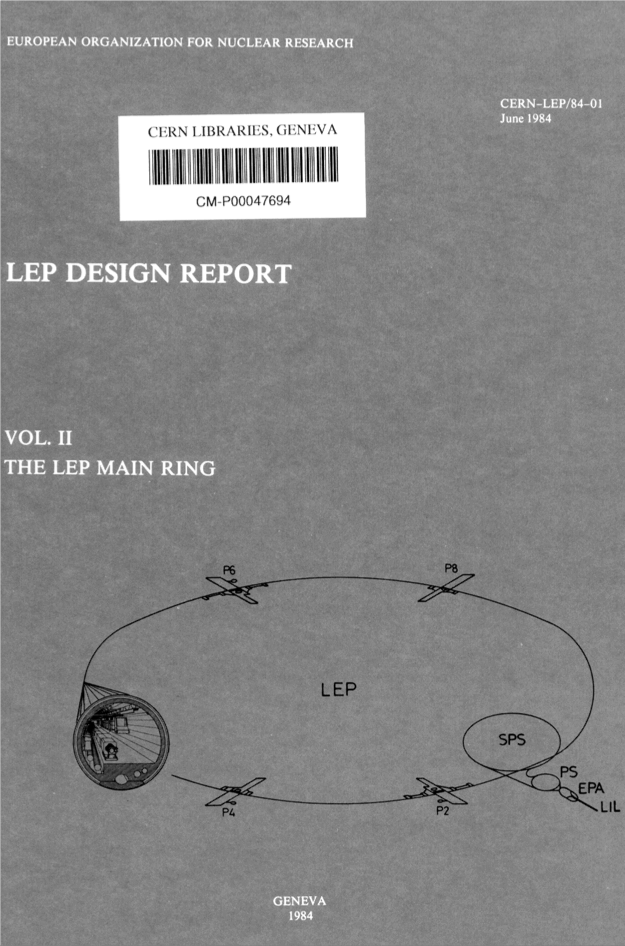 EUROPEAN ORGANIZATION FOR NUCLEAR RESEARCH
CERN-LEP/84-01
June 1984
CERN LIBRARIES, GENEVA
CM-P00047694
LEP DESIGN REPORT
VOL. II
THE LEP MAIN RING
P6
P8
LEP
SPS
PS
EPA
LIL
P4
P2
GENEVA
1984